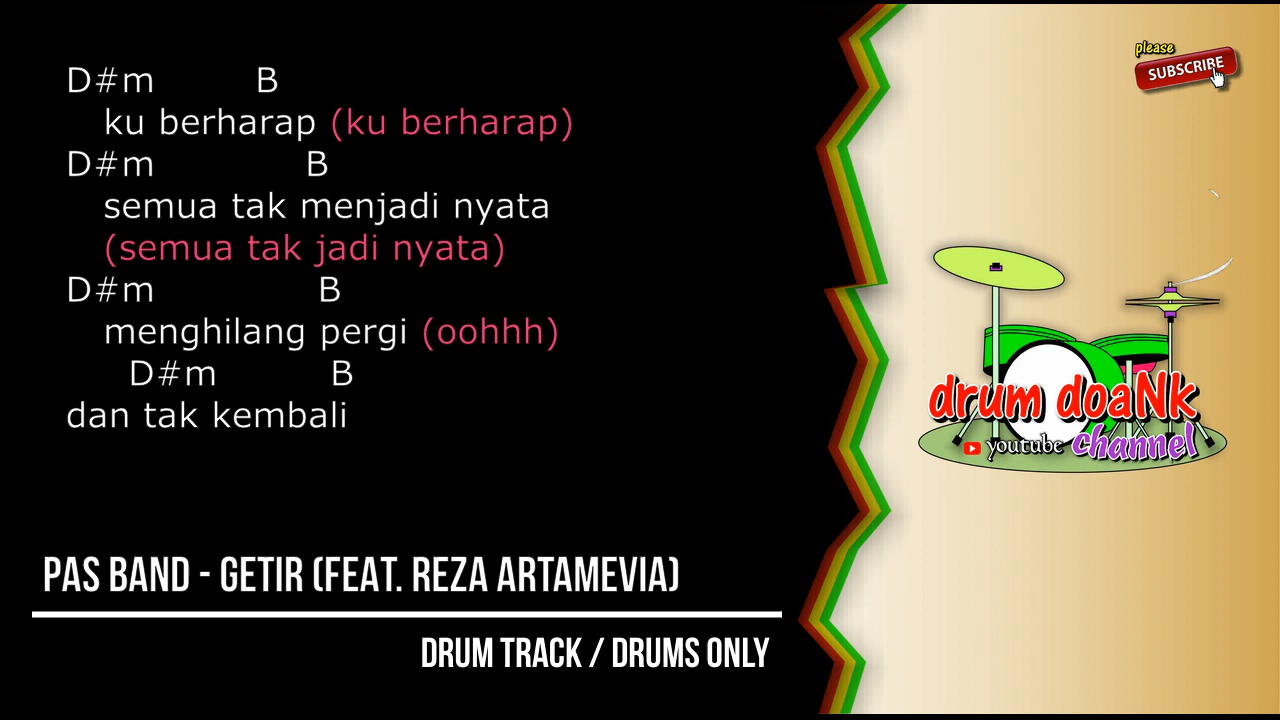 D#m B
ku berharap (ku berharap)
D#m B
semua tak menjadi nyata
(semua tak jadi nyata)
D#m B
menghilang pergi (oohhh)
D#m B
dan tak kembali
PAS BAND - GETIR (FEAT. REZA ARTAMEVIA)
DRUM TRACK / DRUMS ONLY
please
SUBSCRIBE
drum doaNk
youtube channel